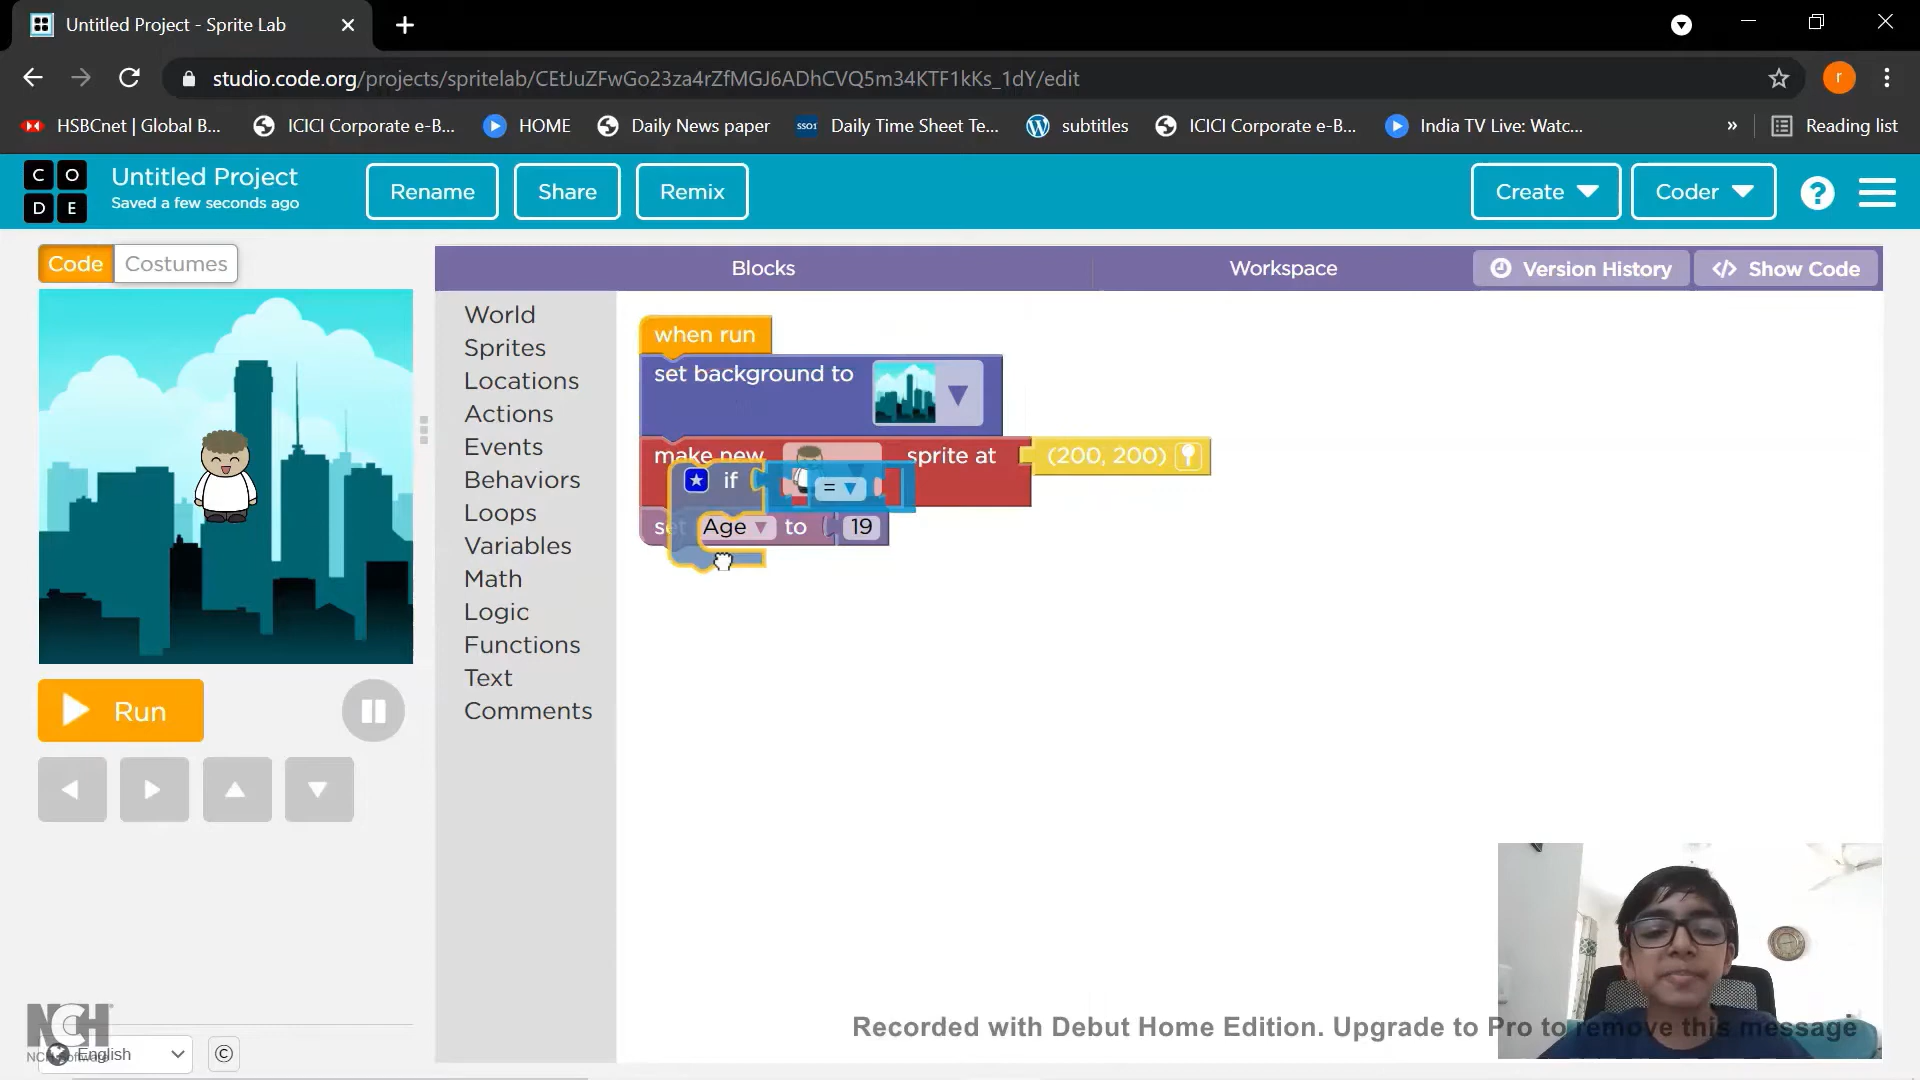 Untitled Project - Sprite Lab
studio.code.org/projects/spritelab/CEtJuZFwGo23za4rZfMGJ6ADhCVQ5m34KTF1kKs_1dY/edit
r
HSBCnet | Global B...
ICICI Corporate e-B...
HOME
Daily News paper
SSO1
Daily Time Sheet Te...
subtitles
ICICI Corporate e-B...
India TV Live: Watc...
»
Reading list
C O
D E
Untitled Project
Saved a few seconds ago
Rename
Share
Remix
Create
Coder
?
Code
Costumes
Blocks
Workspace
Version History
</> Show Code
World
Sprites
Locations
Actions
Events
Behaviors
Loops
Variables
Math
Logic
Functions
Text
Comments
when run
set background to
make new sprite at (200, 200)
if =
set Age to 19
Run
NCH
English
©
Recorded with Debut Home Edition. Upgrade to Pro to remove this message